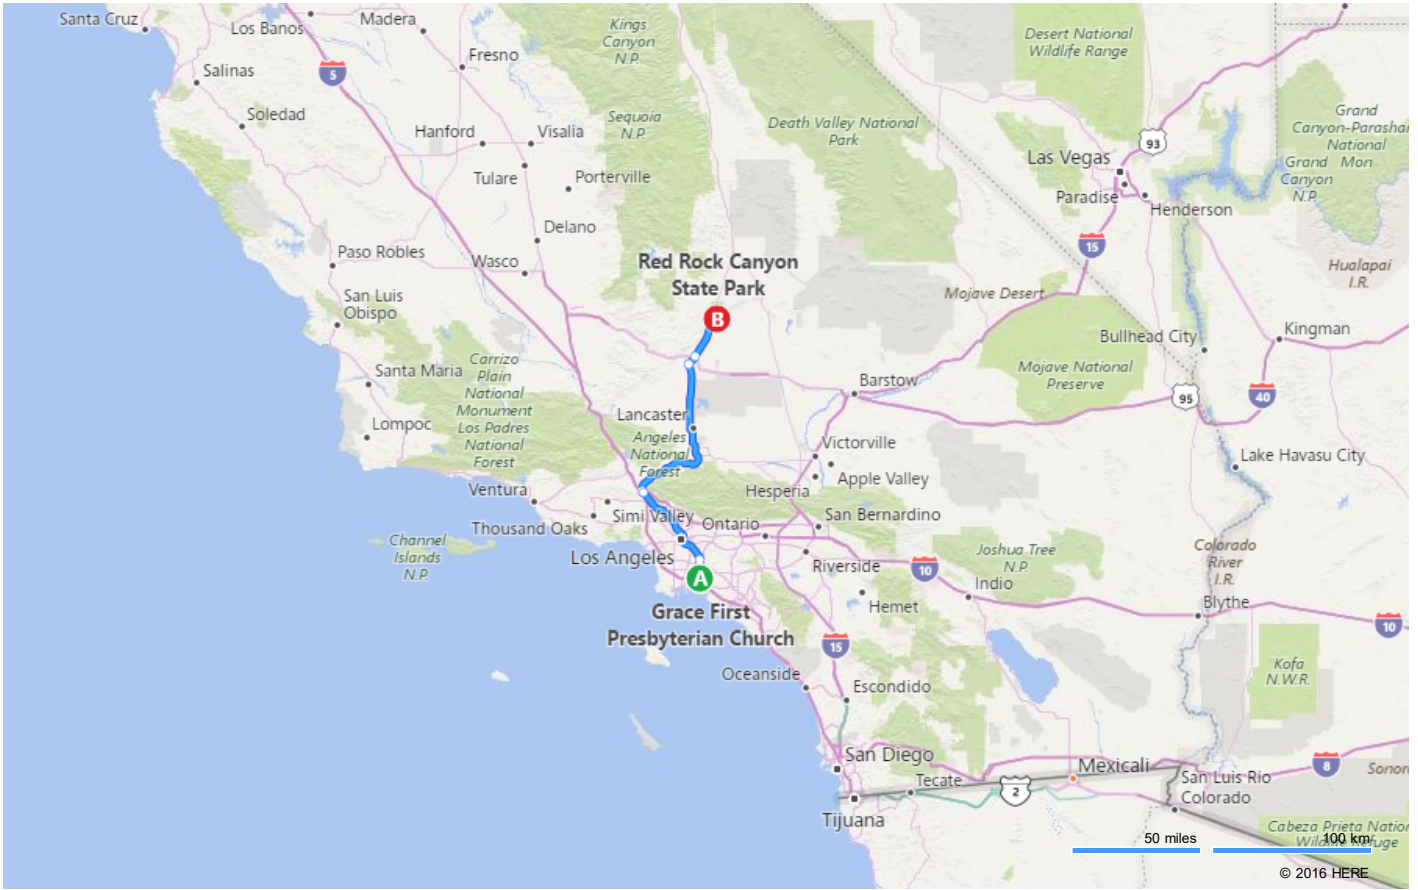 Santa Cruz
Los Banos
Madera
Kings
Canyon
N.P.
Desert National
Wildlife Range
Fresno
5
Salinas
Soledad
Hanford
Visalia
Sequoia
N.P.
Death Valley National
Park
93
Grand
Canyon-Parasha
National
Mon
Las Vegas
Grand
Canyon
N.P.
Tulare
Porterville
Paradise
Henderson
Delano
15
Paso Robles
Wasco
Red Rock Canyon
State Park
B
Hualapai
I.R.
San Luis
Obispo
Mojave Desert
Bullhead City
Kingman
Carrizo
Plain
National
Monument
Los Padres
National
Forest
Santa Maria
Mojave National
Preserve
Barstow
95
40
Lompoc
Lancaster
Angeles
National
Forest
Victorville
Apple Valley
Hesperia
Lake Havasu City
Ventura
Simi Valley
Thousand Oaks
Ontario
San Bernardino
Channel
Islands
N.P.
Los Angeles
A
Riverside
10
Joshua Tree
N.P.
Colorado
River
I.R.
Indio
Grace First
Presbyterian Church
Hemet
Blythe
10
15
Oceanside
Escondido
Kofa
N.W.R.
San Diego
Tecate
2
Mexicali
8
Sonor
San Luis Rio
Colorado
Tijuana
Cabeza Prieta Nation
Wildlife Refuge
50 miles
100 km
© 2016 HERE